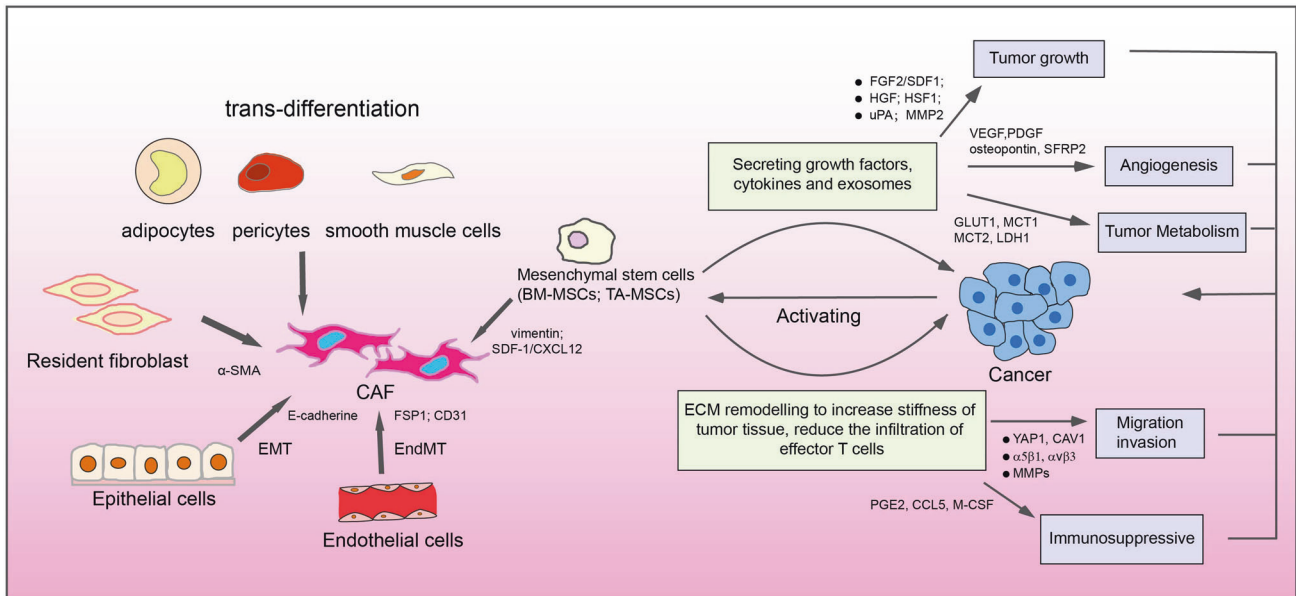 trans-differentiation
adipocytes
pericytes
smooth muscle cells
Resident fibroblast
α-SMA
Mesenchymal stem cells
(BM-MSCs; TA-MSCs)
vimentin;
SDF-1/CXCL12
CAF
E-cadherine
EMT
FSP1; CD31
EndMT
Epithelial cells
Endothelial cells
Secreting growth factors,
cytokines and exosomes
● FGF2/SDF1;
● HGF; HSF1;
● uPA; MMP2
Tumor growth
VEGF,PDGF
osteopontin, SFRP2
Angiogenesis
GLUT1, MCT1
MCT2, LDH1
Tumor Metabolism
Activating
Cancer
ECM remodelling to increase stiffness of
tumor tissue, reduce the infiltration of
effector T cells
● YAP1, CAV1
● α5β1, αvβ3
● MMPs
Migration
invasion
PGE2, CCL5, M-CSF
Immunosuppressive